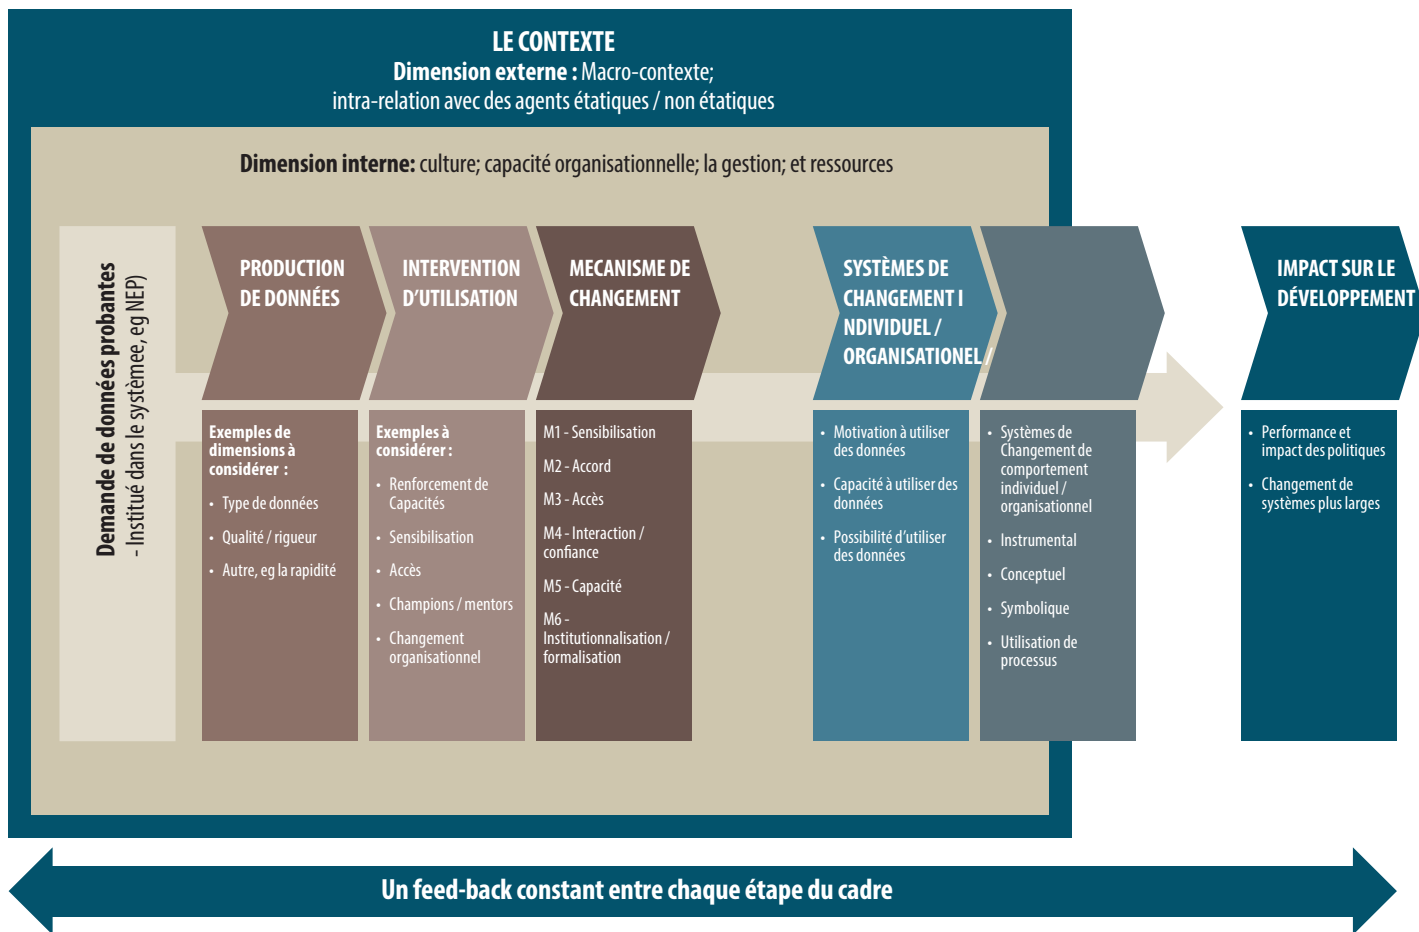 LE CONTEXTE
Dimension externe : Macro-contexte;
intra-relation avec des agents étatiques / non étatiques
Dimension interne: culture; capacité organisationnelle; la gestion; et ressources
Demande de données probantes
- Institué dans le systèmee, eg NEP)
PRODUCTION
DE DONNÉES
Exemples de
dimensions à
considérer :
• Type de données
• Qualité / rigueur
• Autre, eg la rapidité
INTERVENTION
D'UTILISATION
Exemples à
considérer :
• Renforcement de
Capacités
• Sensibilisation
• Accès
• Champions / mentors
• Changement
organisationnel
MECANISME DE
CHANGEMENT
M1 - Sensibilisation
M2 - Accord
M3 - Accès
M4 - Interaction /
confiance
M5 - Capacité
M6 -
Institutionnalisation /
formalisation
SYSTÈMES DE
CHANGEMENT I
NDIVIDUEL /
ORGANISATIONEL /
• Motivation à utiliser
des données
• Capacité à utiliser des
données
• Possibilité d'utiliser
des données
• Systèmes de
Changement de
comportement
individuel /
organisationnel
• Instrumental
• Conceptuel
• Symbolique
• Utilisation de
processus
IMPACT SUR LE
DÉVELOPPEMENT
• Performance et
impact des politiques
• Changement de
systèmes plus larges
Un feed-back constant entre chaque étape du cadre